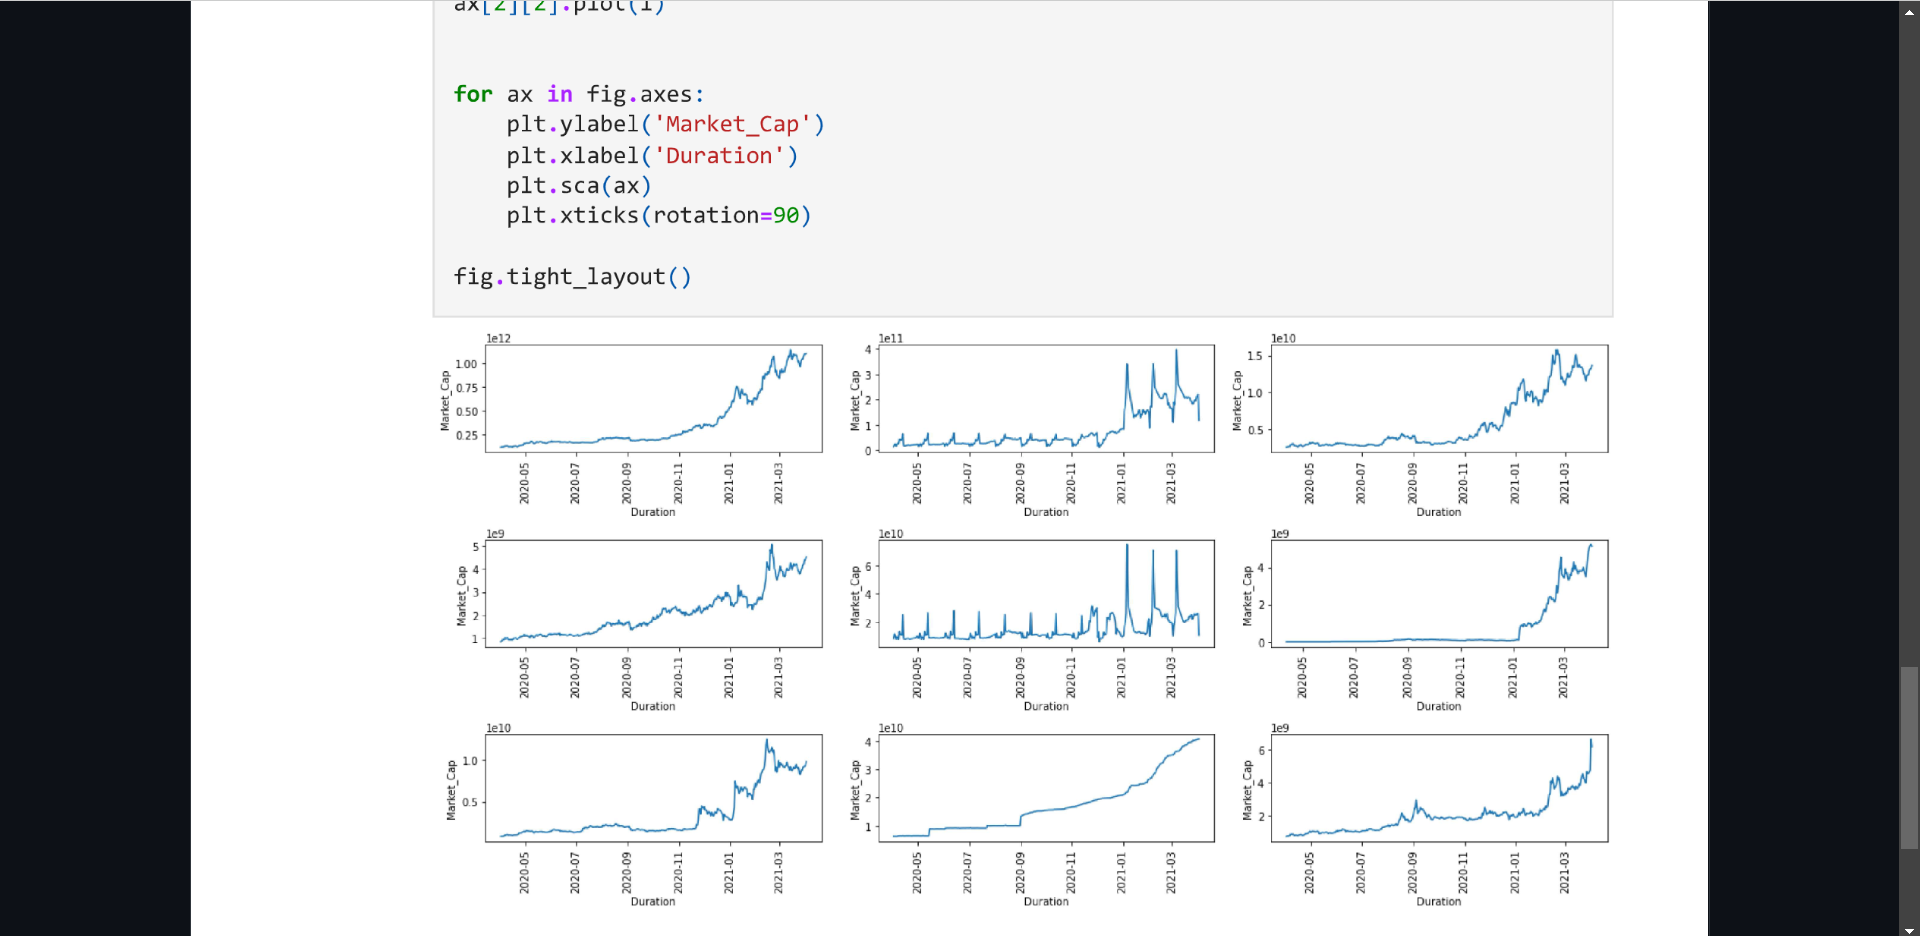 ax[2][2].plot(i)
for ax in fig.axes:
    plt.ylabel('Market_Cap')
    plt.xlabel('Duration')
    plt.sca(ax)
    plt.xticks(rotation=90)
fig.tight_layout()
1e12
1.00
0.75
0.50
0.25
Market_Cap
2020-05
2020-07
2020-09
2020-11
2021-01
2021-03
Duration
1e11
4
3
2
1
0
Market_Cap
2020-05
2020-07
2020-09
2020-11
2021-01
2021-03
Duration
1e10
1.5
1.0
0.5
Market_Cap
2020-05
2020-07
2020-09
2020-11
2021-01
2021-03
Duration
1e9
5
4
3
2
1
Market_Cap
2020-05
2020-07
2020-09
2020-11
2021-01
2021-03
Duration
1e10
6
4
2
Market_Cap
2020-05
2020-07
2020-09
2020-11
2021-01
2021-03
Duration
1e9
4
2
0
Market_Cap
2020-05
2020-07
2020-09
2020-11
2021-01
2021-03
Duration
1e10
1.0
0.5
Market_Cap
2020-05
2020-07
2020-09
2020-11
2021-01
2021-03
Duration
1e10
4
3
2
1
Market_Cap
2020-05
2020-07
2020-09
2020-11
2021-01
2021-03
Duration
1e9
6
4
2
Market_Cap
2020-05
2020-07
2020-09
2020-11
2021-01
2021-03
Duration